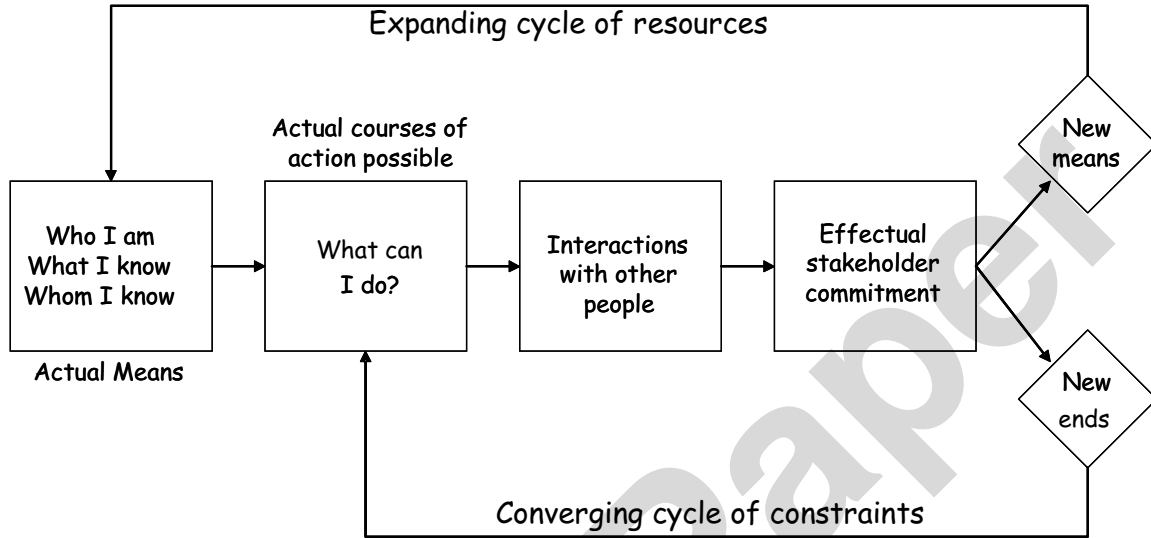 Expanding cycle of resources
Actual courses of
action possible
New
means
Who I am
What I know
Whom I know
What can
I do?
Interactions
with other
people
Effectual
stakeholder
commitment
Actual Means
New
ends
Converging cycle of constraints
Paper